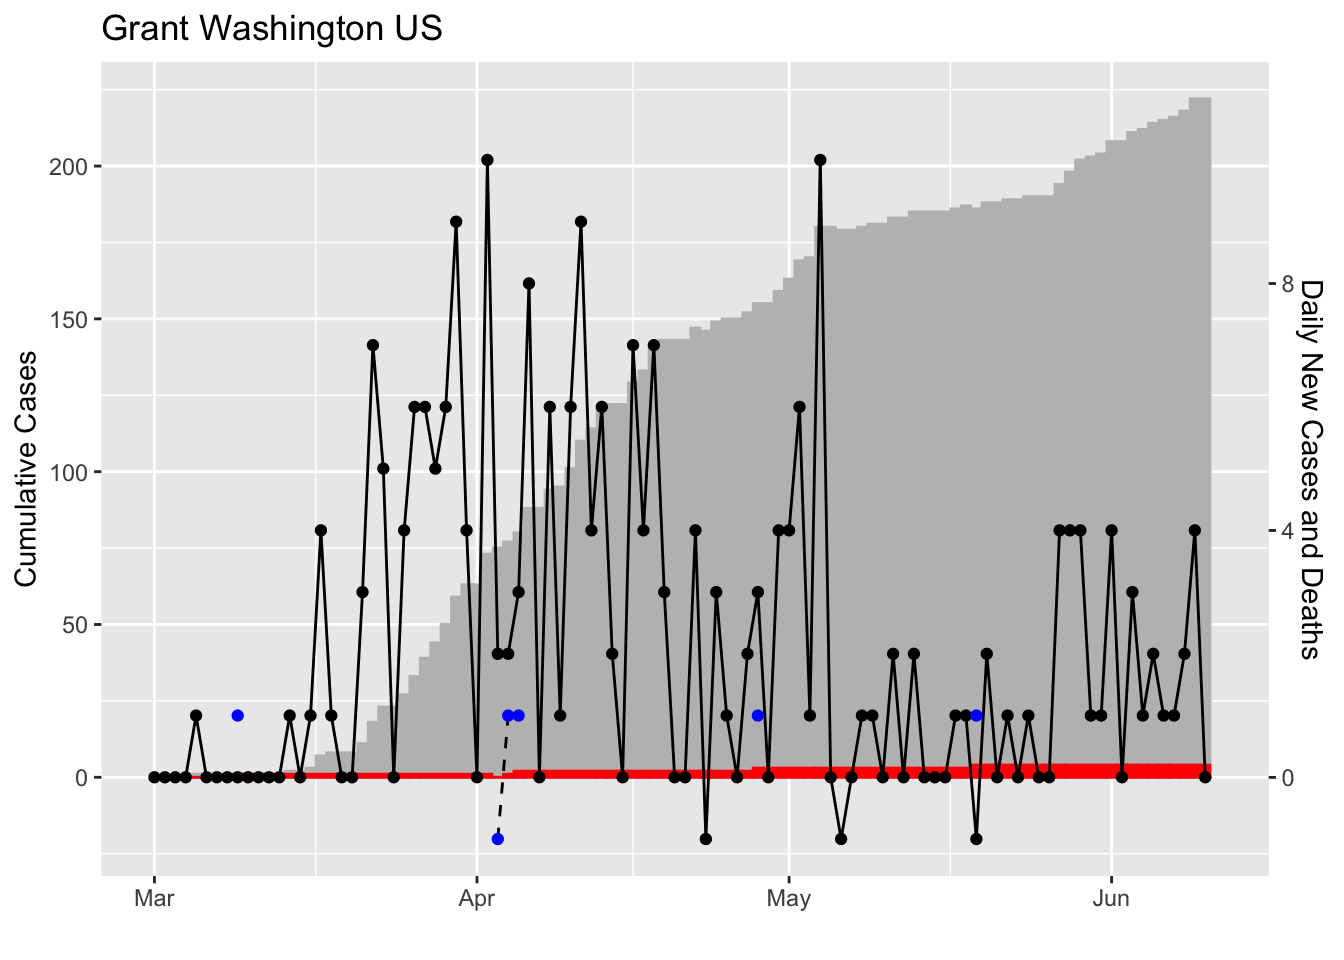 Grant Washington US
Cumulative Cases
200
150
100
50
0
8
4
0
Daily New Cases and Deaths
Mar
Apr
May
Jun